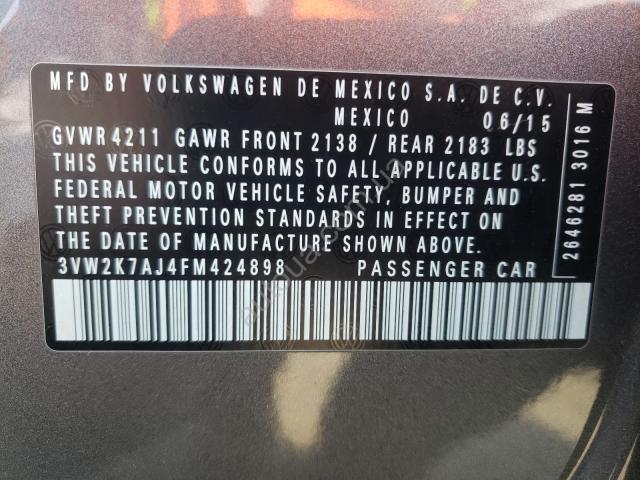 MFD BY VOLKSWAGEN DE MEXICO S.A. DE C.V.
MEXICO 06/15
GVWR 4211 GAWR FRONT 2138 / REAR 2183 LBS
THIS VEHICLE CONFORMS TO ALL APPLICABLE U.S.
FEDERAL MOTOR VEHICLE SAFETY, BUMPER AND
THEFT PREVENTION STANDARDS IN EFFECT ON
THE DATE OF MANUFACTURE SHOWN ABOVE.
3VW2K7AJ4FM424898 PASSENGER CAR
2646281 3016 M